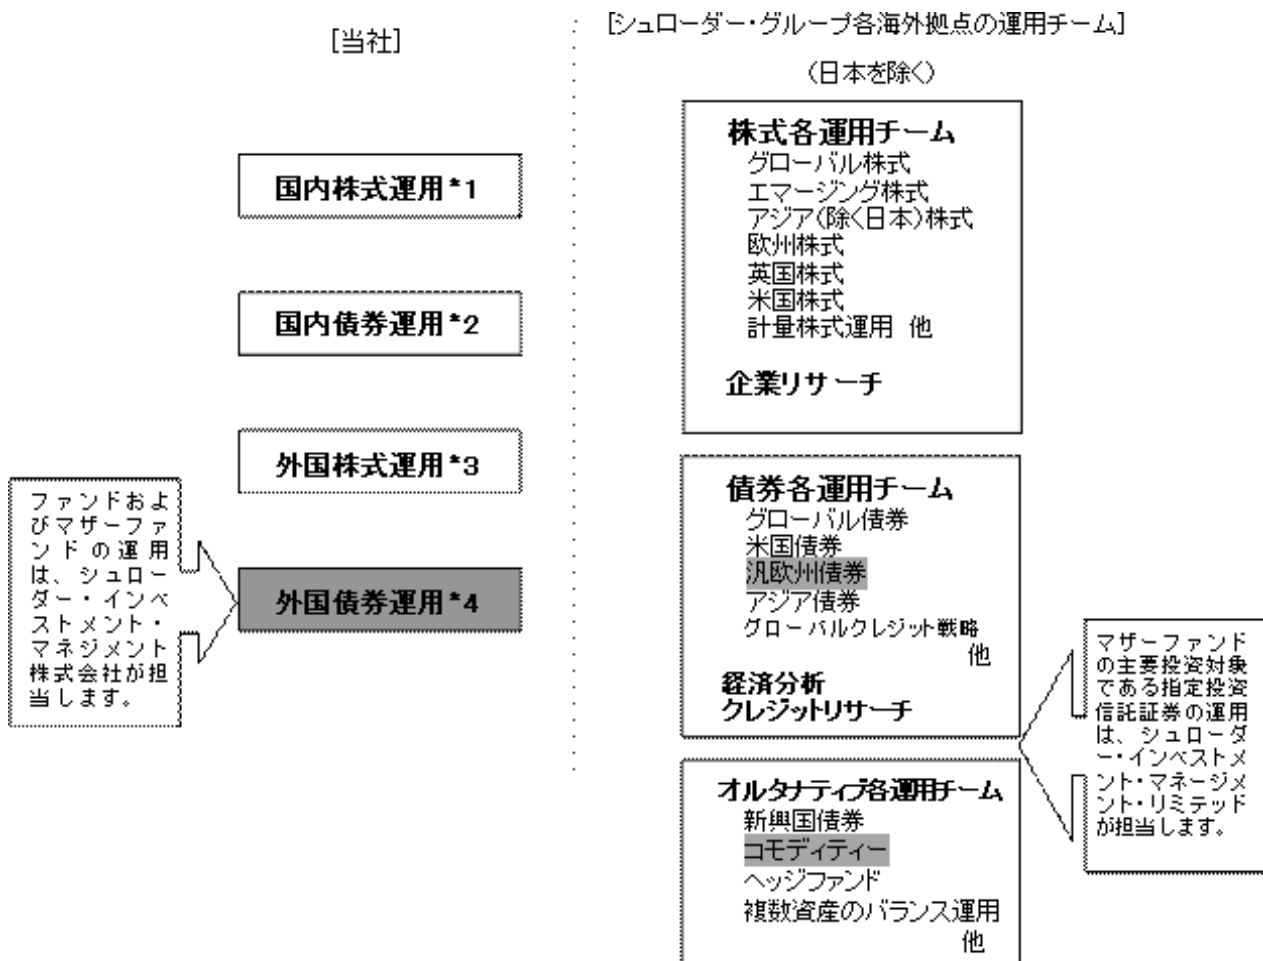 [当社]
[シュローダー・グループ各海外拠点の運用チーム]
(日本を除く)
国内株式運用*1
国内債券運用*2
外国株式運用*3
外国債券運用*4
ファンドおよ
びマザーファ
ンドの運用
は、シュロー
ダー・インベ
ストメント・
マネジメント
株式会社が担
当します。
株式各運用チーム
グローバル株式
エマージング株式
アジア(除く日本)株式
欧州株式
英国株式
米国株式
計量株式運用 他
企業リサーチ
債券各運用チーム
グローバル債券
米国債券
汎欧州債券
アジア債券
グローバルクレジット戦略
他
経済分析
クレジットリサーチ
オルタナティブ各運用チーム
新興国債券
コモディティー
ヘッジファンド
複数資産のバランス運用
他
マザーファンド
の主要投資対象
である指定投資
信託証券の運用
は、シュローダ
ー・インベストメ
ント・マネージメ
ント・リミテッド
が担当します。